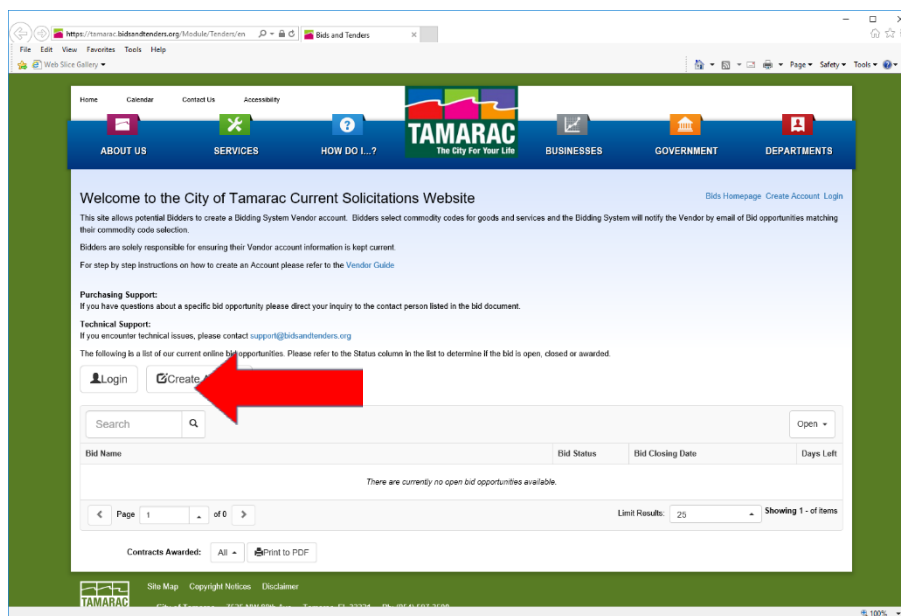 https://tamarac.bidsandtenders.org/Module/Tenders/en
Bids and Tenders
File Edit View Favorites Tools Help
Web Slice Gallery
Page Safety Tools
Home Calendar Contact Us Accessibility
TAMARAC
The City For Your Life
ABOUT US SERVICES HOW DO I...? BUSINESSES GOVERNMENT DEPARTMENTS
Welcome to the City of Tamarac Current Solicitations Website
Bids Homepage Create Account Login
This site allows potential Bidders to create a Bidding System Vendor account. Bidders select commodity codes for goods and services and the Bidding System will notify the Vendor by email of Bid opportunities matching
their commodity code selection.
Bidders are solely responsible for ensuring their Vendor account information is kept current.
For step by step instructions on how to create an Account please refer to the Vendor Guide
Purchasing Support:
If you have questions about a specific bid opportunity please direct your inquiry to the contact person listed in the bid document.
Technical Support:
If you encounter technical issues, please contact support@bidsandtenders.org
The following is a list of our current online bid opportunities. Please refer to the Status column in the list to determine if the bid is open, closed or awarded.
Login Create
Search Open
Bid Name Bid Status Bid Closing Date Days Left
There are currently no open bid opportunities available.
Page 1 of 0 Limit Results: 25 Showing 1 - of items
Contracts Awarded: All Print to PDF
Site Map Copyright Notices Disclaimer
TAMARAC
100%